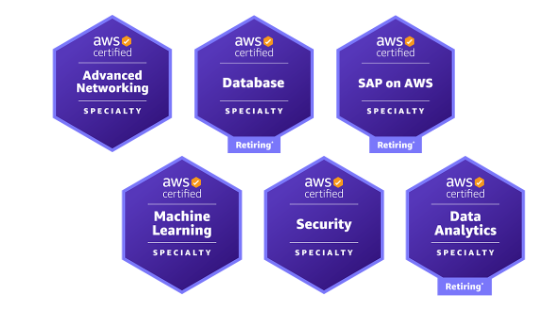 aws
certified
Advanced
Networking
SPECIALTY
aws
certified
Database
SPECIALTY
Retiring*
aws
certified
SAP on AWS
SPECIALTY
Retiring*
aws
certified
Machine
Learning
SPECIALTY
aws
certified
Security
SPECIALTY
aws
certified
Data
Analytics
SPECIALTY
Retiring*